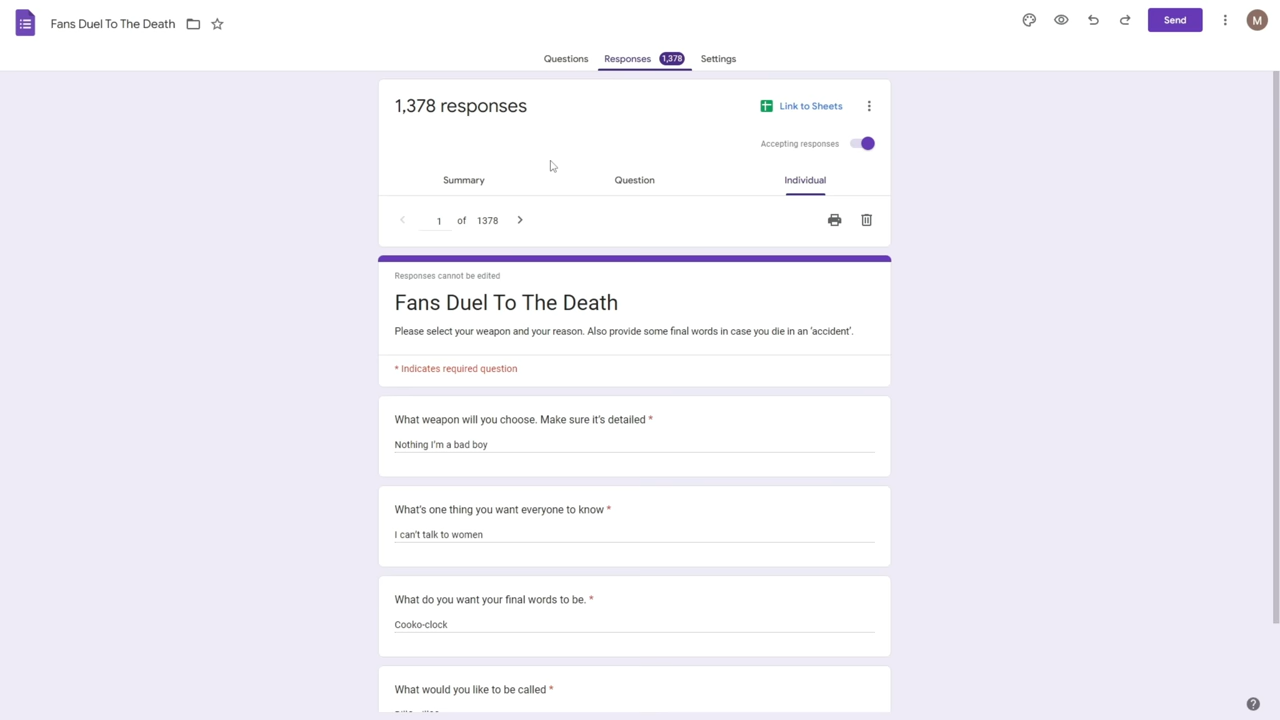 Fans Duel To The Death
Send
M
Questions
Responses 1,378
Settings
1,378 responses
Link to Sheets
Accepting responses
Summary
Question
Individual
1 of 1378
Responses cannot be edited
Fans Duel To The Death
Please select your weapon and your reason. Also provide some final words in case you die in an 'accident'.
* Indicates required question
What weapon will you choose. Make sure it's detailed *
Nothing I'm a bad boy
What's one thing you want everyone to know *
I can't talk to women
What do you want your final words to be. *
Cooko-clock
What would you like to be called *